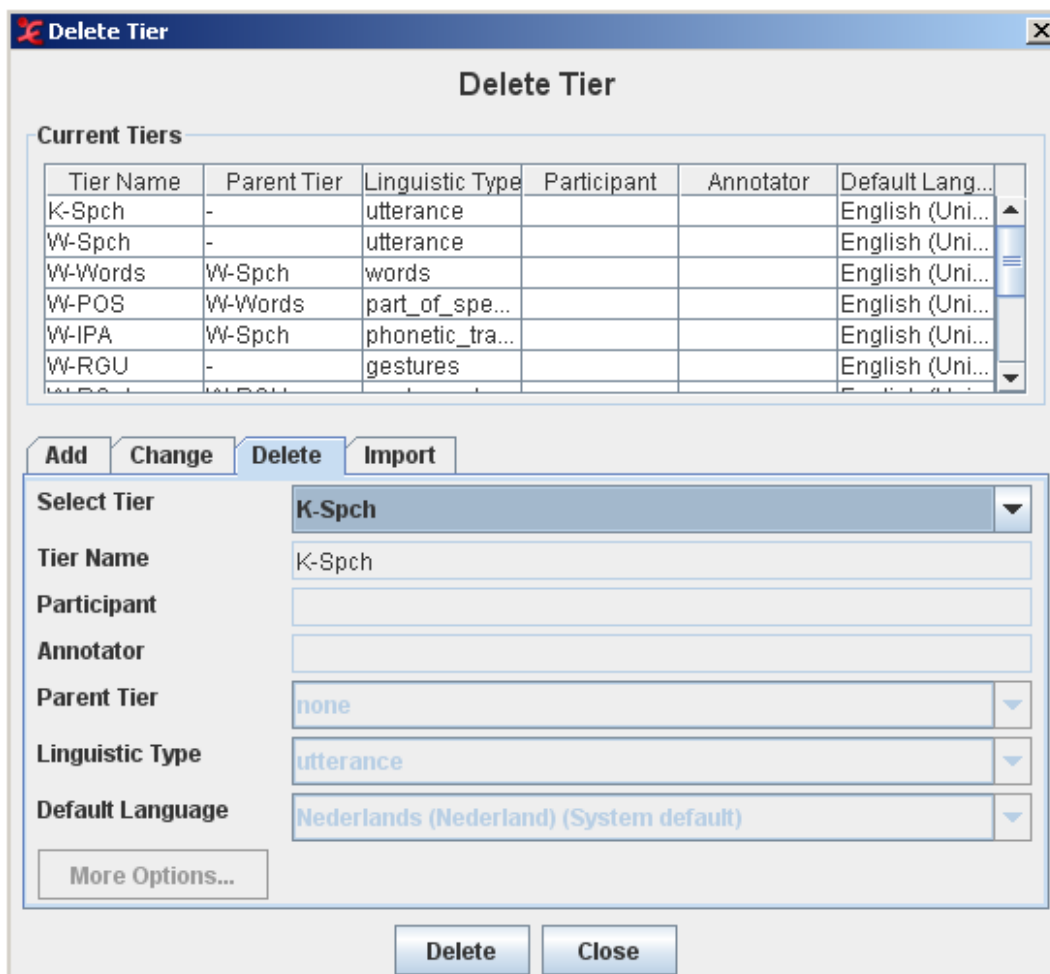 Delete Tier
Delete Tier
Current Tiers
Tier Name Parent Tier Linguistic Type Participant Annotator Default Lang...
K-Spch - utterance English (Uni...
W-Spch - utterance English (Uni...
W-Words W-Spch words English (Uni...
W-POS W-Words part_of_spe... English (Uni...
W-IPA W-Spch phonetic_tra... English (Uni...
W-RGU - gestures English (Uni...
Add Change Delete Import
Select Tier K-Spch
Tier Name K-Spch
Participant
Annotator
Parent Tier none
Linguistic Type utterance
Default Language Nederlands (Nederland) (System default)
More Options...
Delete Close